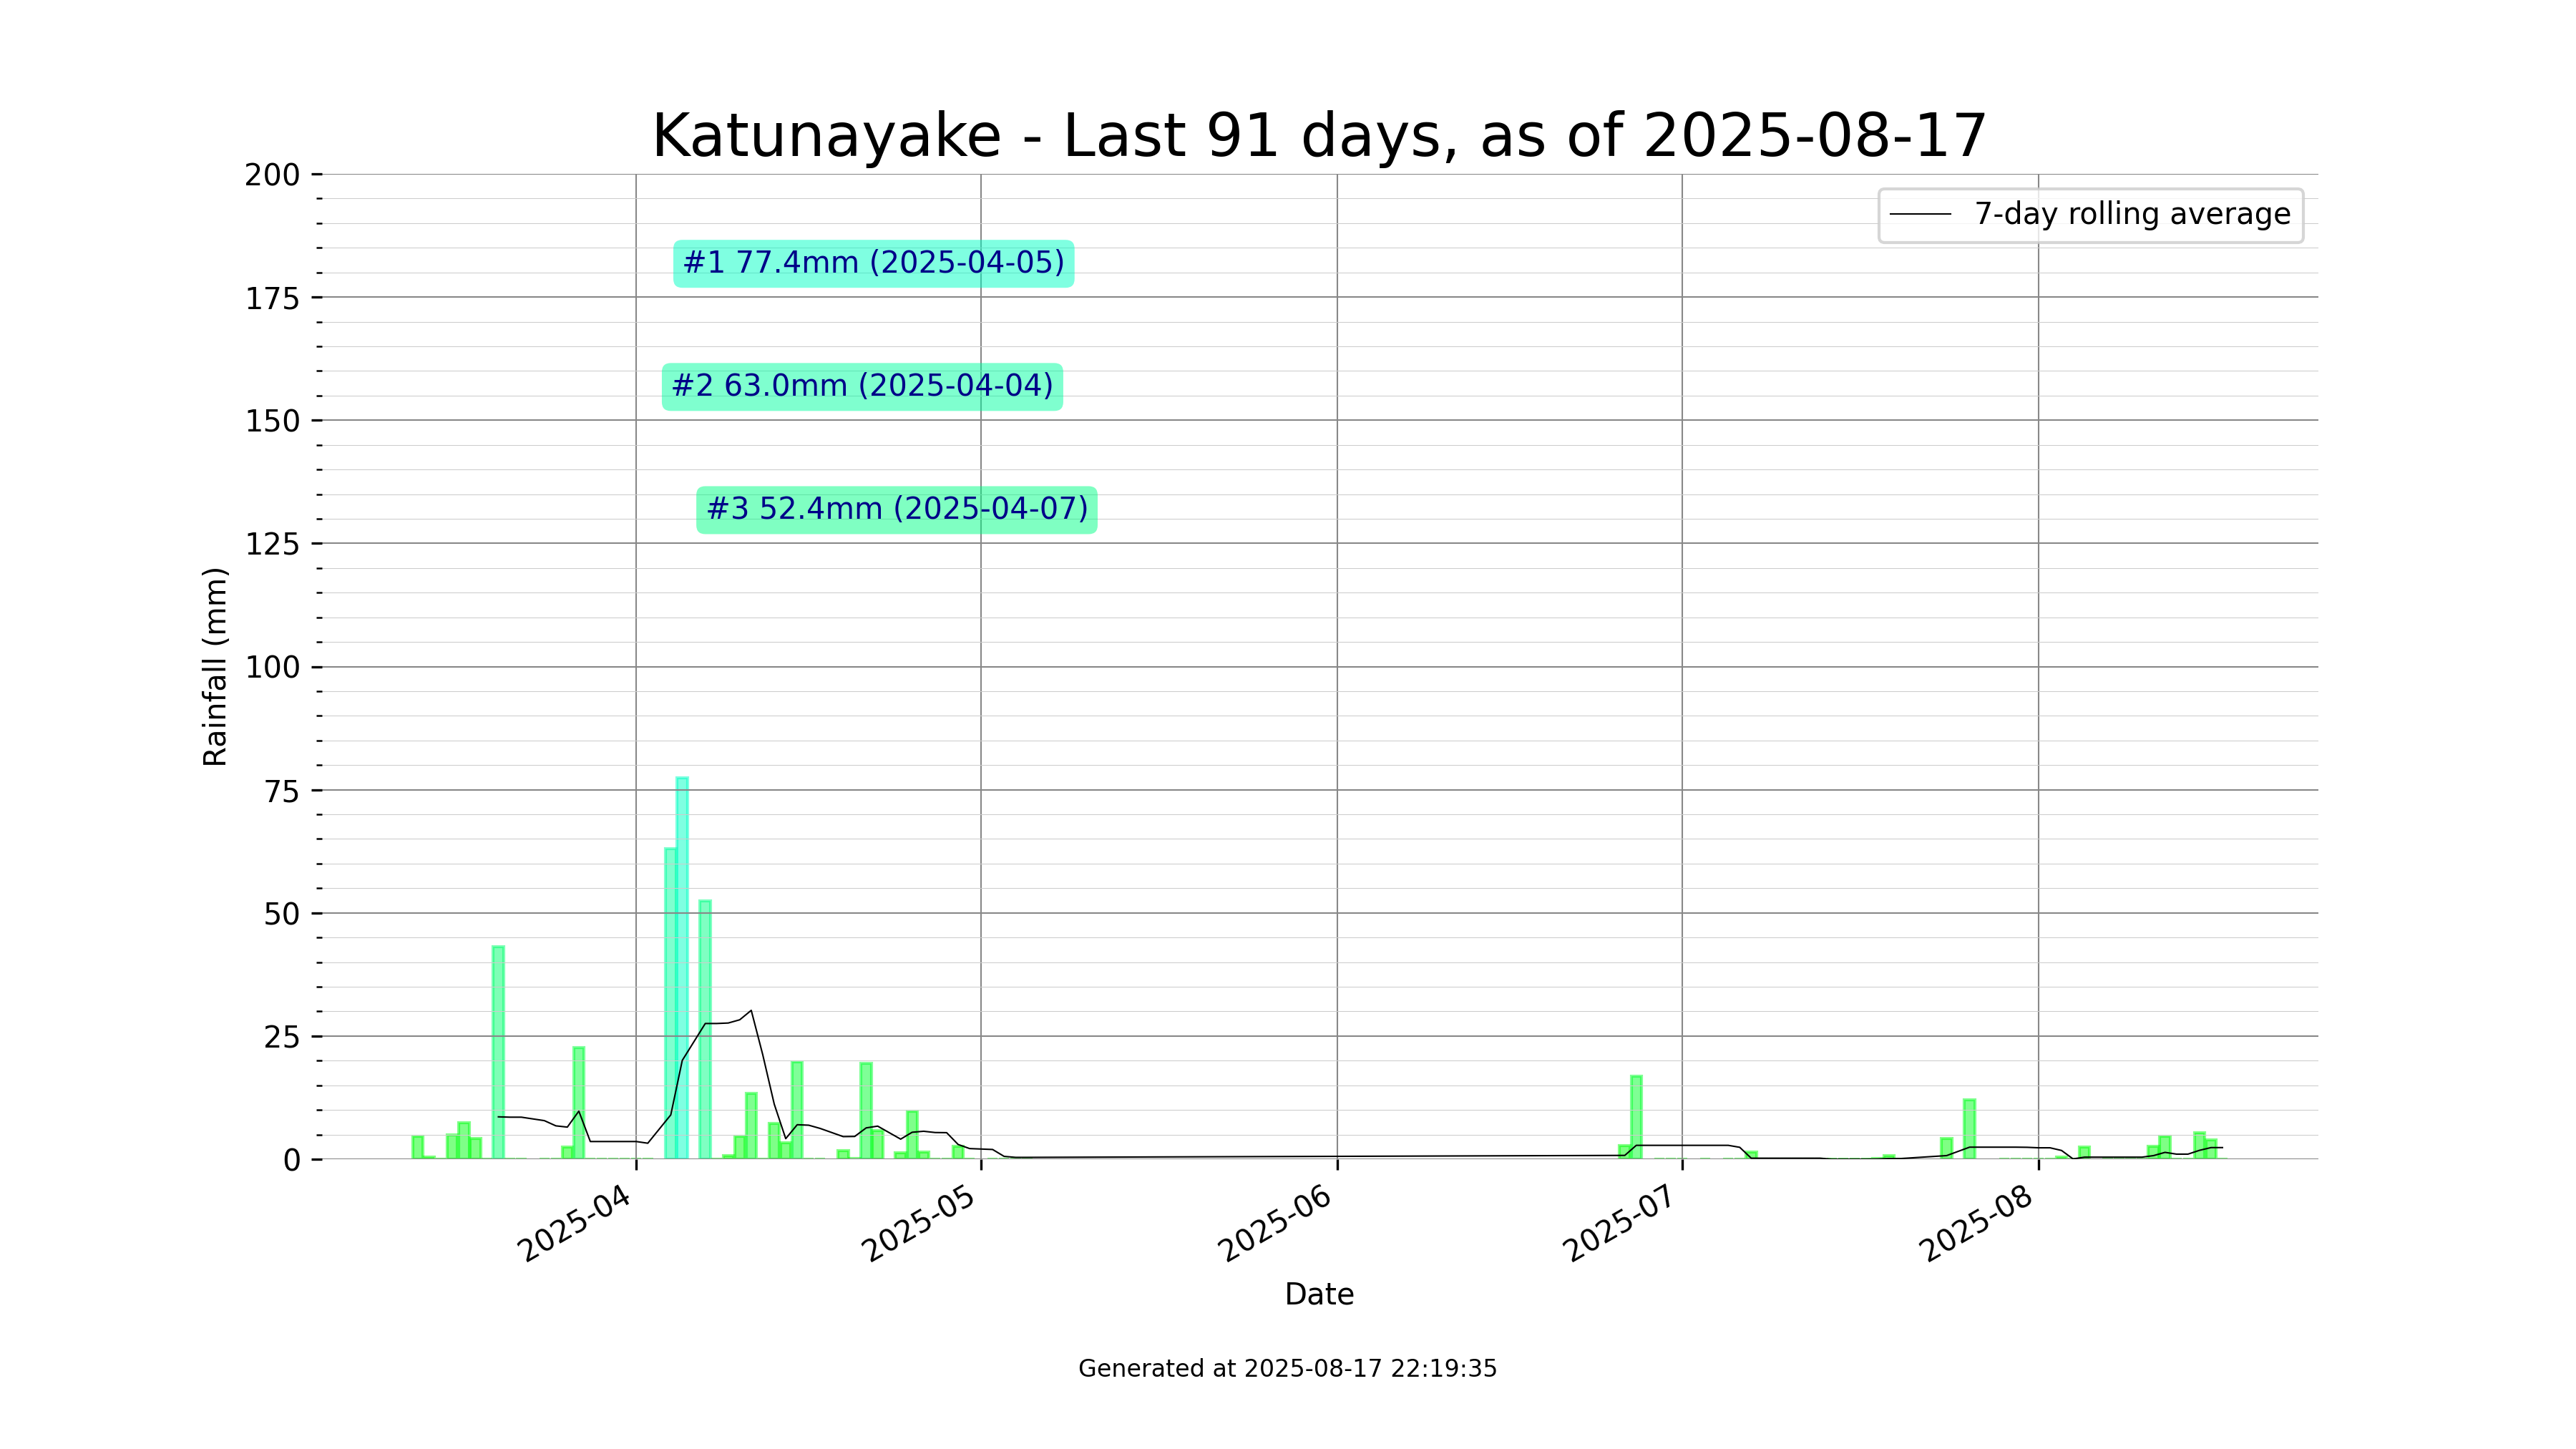 Katunayake - Last 91 days, as of 2025-08-17
200
175
150
125
100
75
50
25
0
Rainfall (mm)
7-day rolling average
#1 77.4mm (2025-04-05)
#2 63.0mm (2025-04-04)
#3 52.4mm (2025-04-07)
2025-04
2025-05
2025-06
2025-07
2025-08
Date
Generated at 2025-08-17 22:19:35